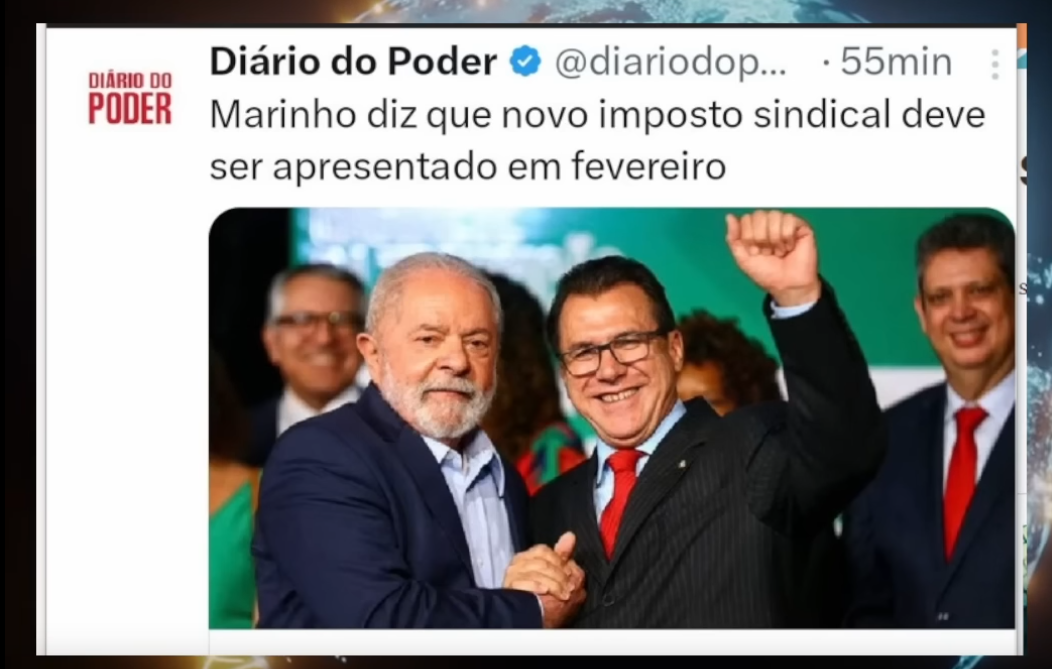 DIÁRIO DO
PODER
Diário do Poder @diariodop... · 55min
Marinho diz que novo imposto sindical deve
ser apresentado em fevereiro